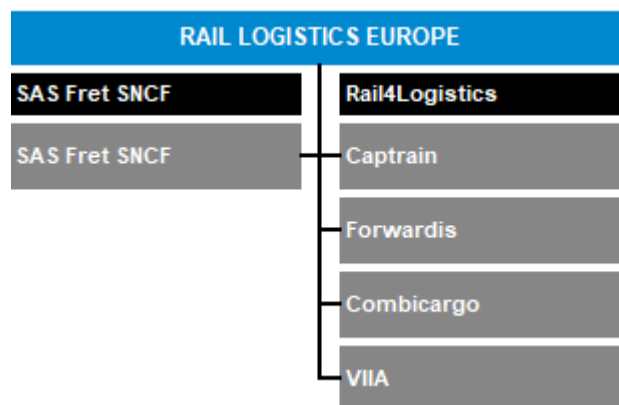 RAIL LOGISTICS EUROPE
SAS Fret SNCF
Rail4Logistics
SAS Fret SNCF
Captrain
Forwardis
Combicargo
VIIA